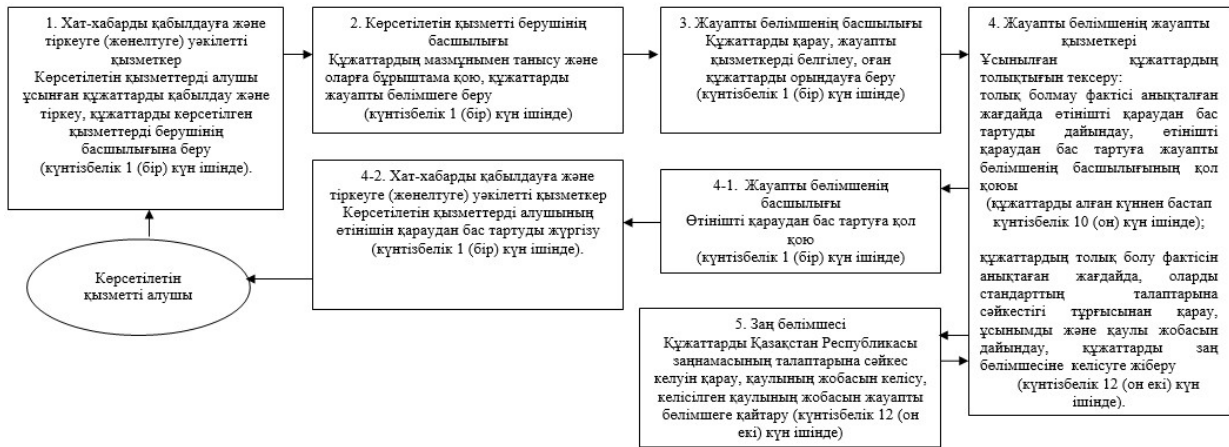 1. Хат-хабарды қабылдауға және
тіркеуге (жөнелтуге) уәкілетті
қызметкер
Көрсетілетін қызметтерді алушы
ұсынған құжаттарды қабылдау және
тіркеу, құжаттарды көрсетілген
қызметтерді берушінің
басшылығына беру
(күнтізбелік 1 (бір) күн ішінде).
2. Көрсетілетін қызметті берушінің
басшылығы
Құжаттардың мазмұнымен танысу және
оларға бұрыштама қою, құжаттарды
жауапты бөлімшеге беру
(күнтізбелік 1 (бір) күн ішінде)
3. Жауапты бөлімшенің басшылығы
Құжаттарды қарау, жауапты
қызметкерді белгілеу, оған
құжаттарды орындауға беру
(күнтізбелік 1 (бір) күн ішінде)
4. Жауапты бөлімшенің жауапты
қызметкері
Ұсынылған құжаттардың
толықтығын тексеру:
толық болмау фактісі анықталған
жағдайда өтінішті қараудан бас
тартуды дайындау, өтінішті
қараудан бас тартуға жауапты
бөлімшенің басшылығының қол
қоюы
(құжаттарды алған күннен бастап
күнтізбелік 10 (он) күн ішінде);
құжаттардың толық болу фактісін
анықтаған жағдайда, оларды
стандарттың талаптарына
сәйкестігі тұрғысынан қарау,
ұсынымды және қаулы жобасын
дайындау, құжаттарды заң
бөлімшесіне келісуге жіберу
(күнтізбелік 12 (он екі) күн
ішінде).
4-1. Жауапты бөлімшенің
басшылығы
Өтінішті қараудан бас тартуға қол
қою
(күнтізбелік 1 (бір) күн ішінде)
4-2. Хат-хабарды қабылдауға және
тіркеуге (жөнелтуге) уәкілетті қызметкер
Көрсетілетін қызметтерді алушының
өтінішін қараудан бас тартуды жүргізу
(күнтізбелік 1 (бір) күн ішінде).
Көрсетілетін
қызметті алушы
5. Заң бөлімшесі
Құжаттарды Қазақстан Республикасы
заңнамасының талаптарына сәйкес
келуін қарау, қаулының жобасын келісу,
келісілген қаулының жобасын жауапты
бөлімшеге қайтару (күнтізбелік 12 (он
екі) күн ішінде)